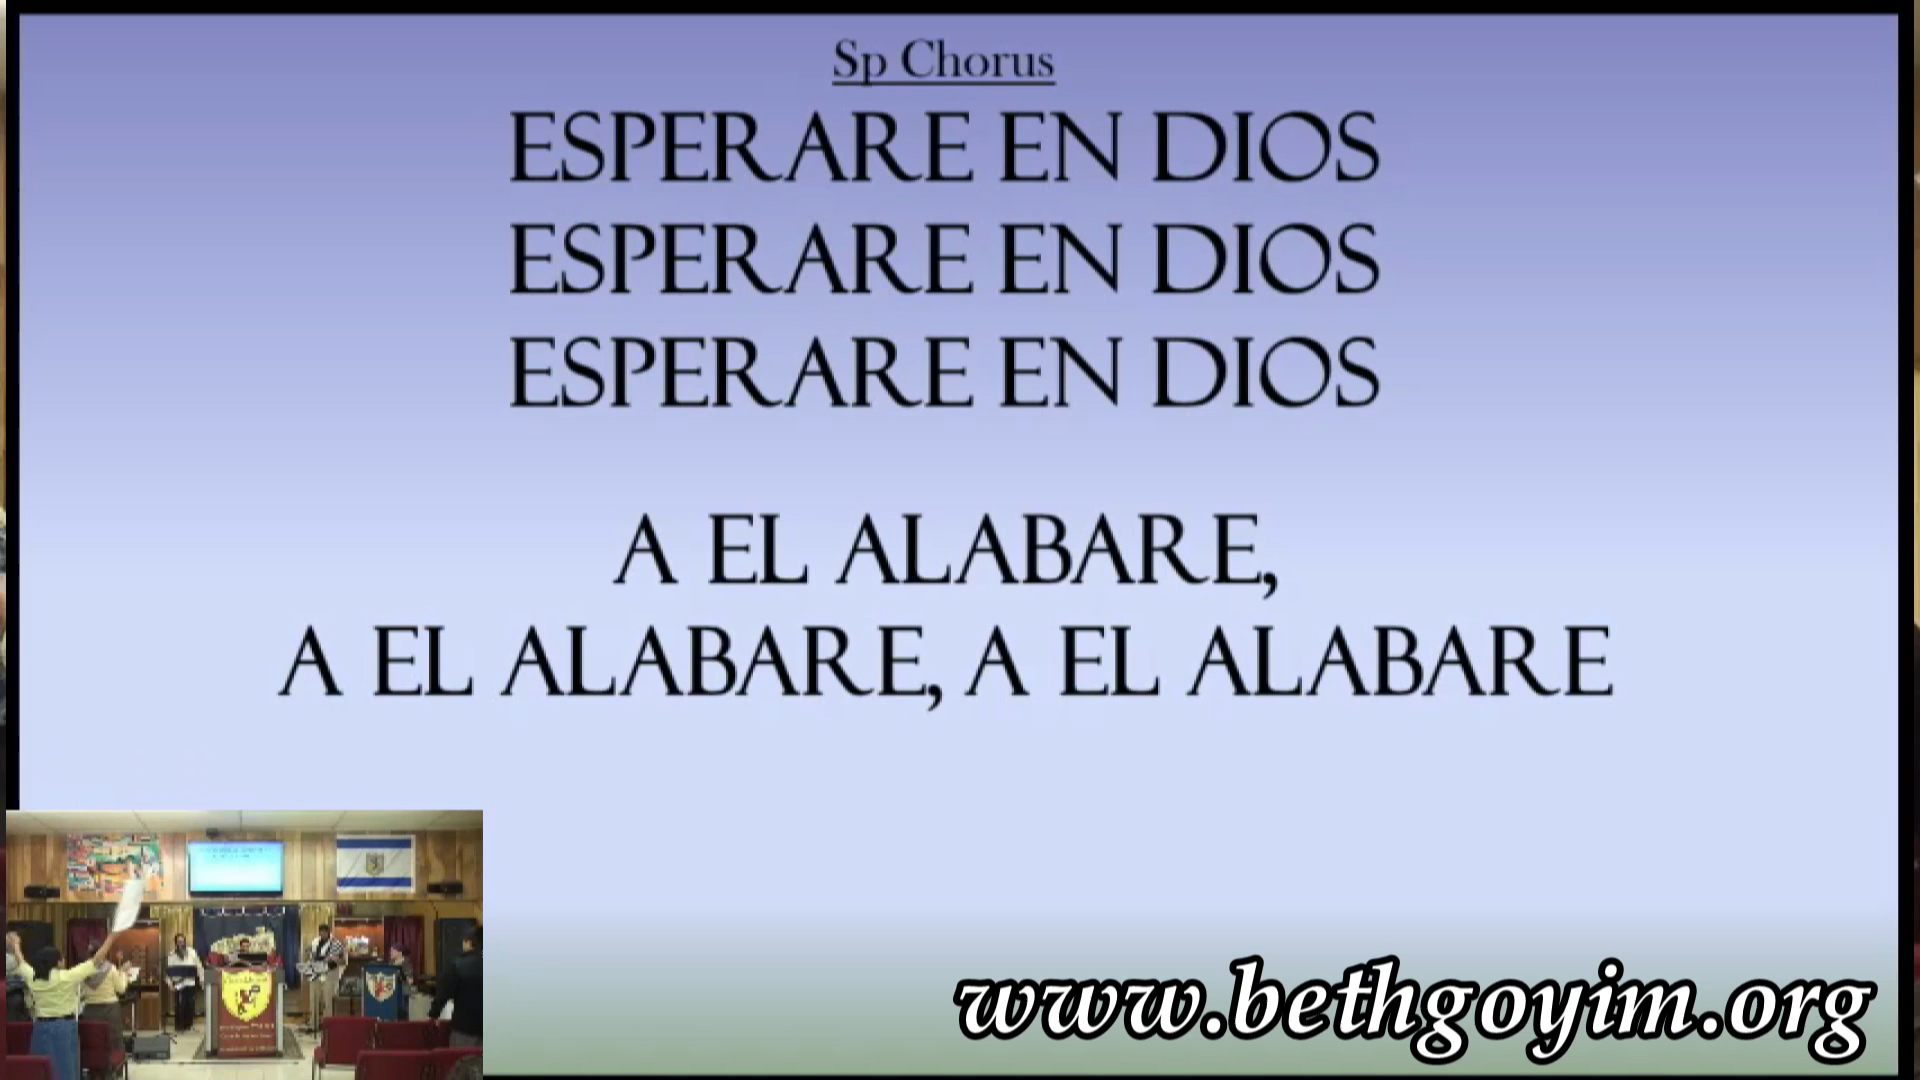 Sp Chorus
ESPERARE EN DIOS
ESPERARE EN DIOS
ESPERARE EN DIOS
A EL ALABARE,
A EL ALABARE, A EL ALABARE
www.bethgoyim.org